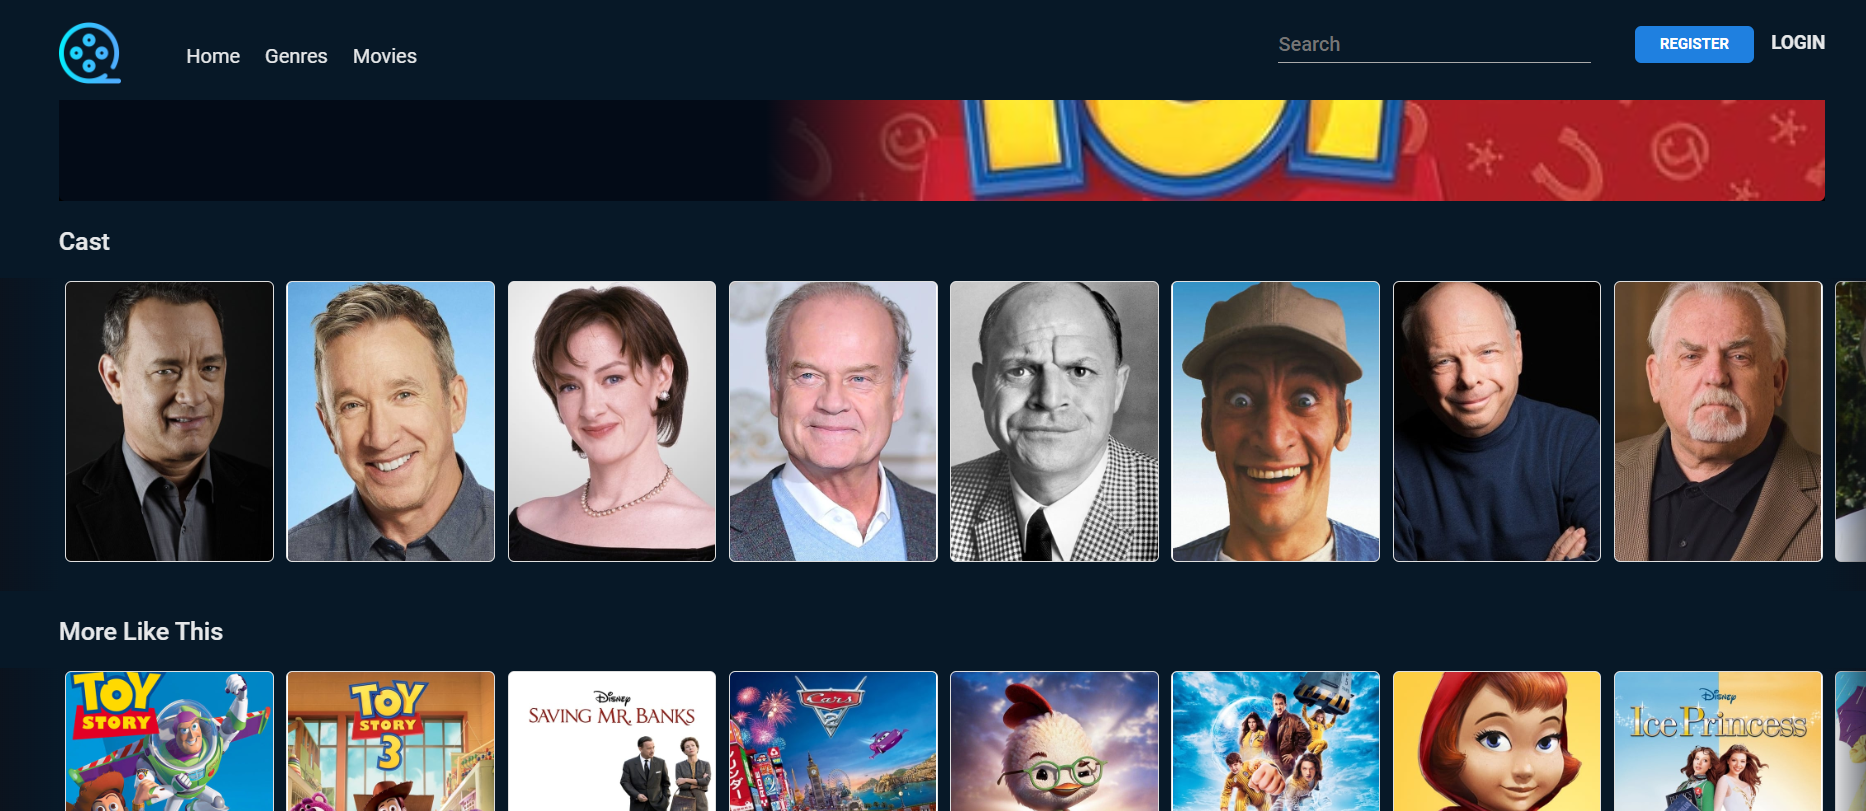 Home Genres Movies
Search
REGISTER LOGIN
TOY
Cast
More Like This
TOY
STORY
TOY
STORY
3
Disney
SAVING MR. BANKS
Cars
2
Disney
Ice Princess